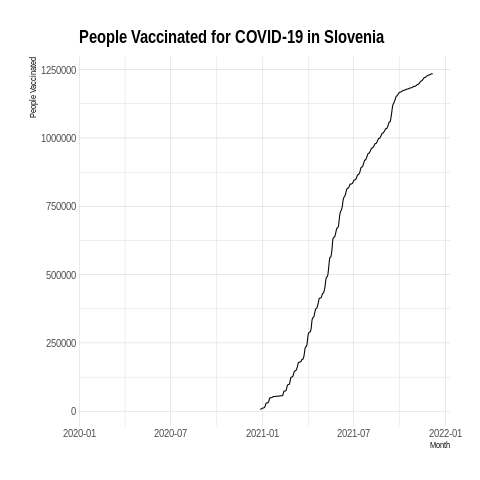 People Vaccinated for COVID-19 in Slovenia
People Vaccinated
1250000
1000000
750000
500000
250000
0
2020-01 2020-07 2021-01 2021-07 2022-01
Month